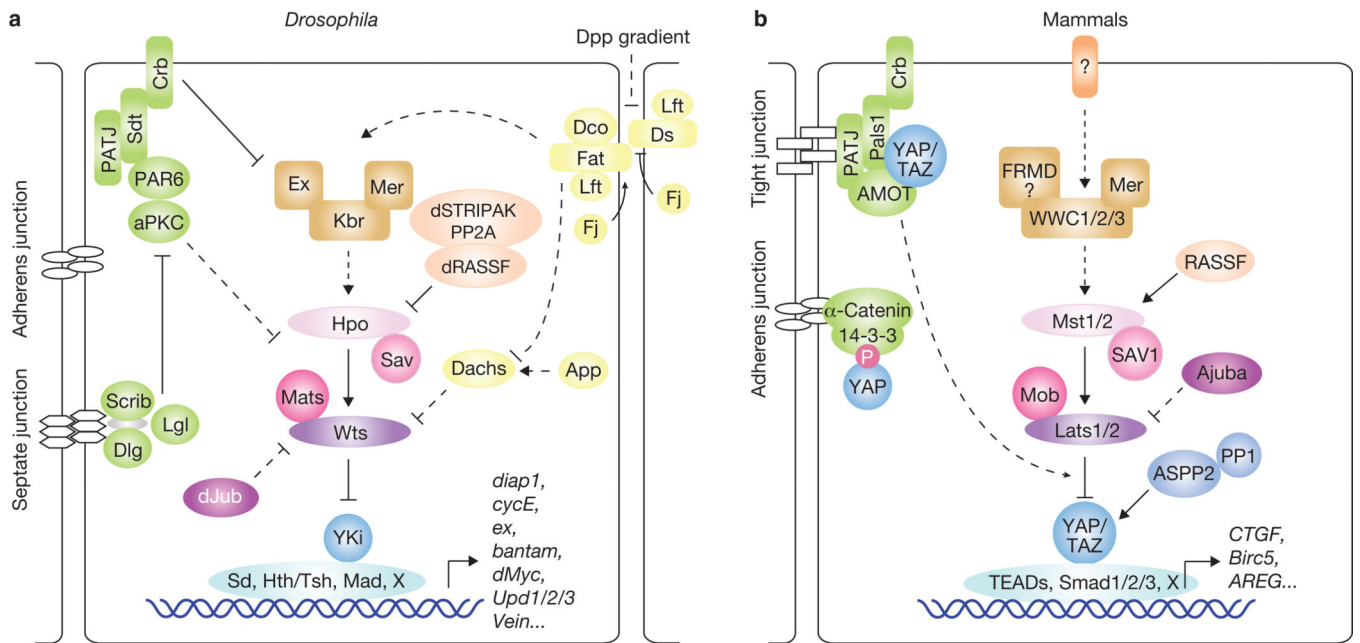 a
Drosophila
Adherens junction
Septate junction
Crb
Sdt
PATJ
PAR6
aPKC
Scrib
Lgl
Dlg
Ex
Mer
Kbr
dSTRIPAK
PP2A
dRASSF
Hpo
Sav
Mats
Wts
dJub
Dachs
App
Dpp gradient
Dco
Fat
Lft
Fj
Lft
Ds
Fj
YKi
Sd, Hth/Tsh, Mad, X
diap1,
cycE,
ex,
bantam,
dMyc,
Upd1/2/3
Vein...
b
Mammals
Tight junction
Adherens junction
Crb
Pals1
PATJ
YAP/
TAZ
AMOT
α-Catenin
14-3-3
P
YAP
?
FRMD
?
Mer
WWC1/2/3
RASSF
Mst1/2
SAV1
Mob
Lats1/2
Ajuba
ASPP2
PP1
YAP/
TAZ
TEADs, Smad1/2/3, X
CTGF,
Birc5,
AREG...